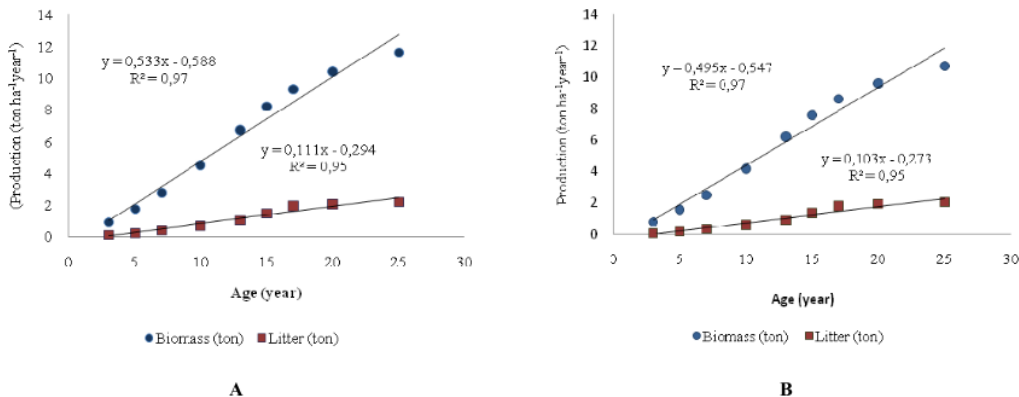 14
12
10
8
6
4
2
0
(Production (ton ha⁻¹year⁻¹)
y = 0,533x - 0,588
R² = 0,97
y = 0,111x - 0,294
R² = 0,95
0 5 10 15 20 25 30
Age (year)
Biomass (ton) Litter (ton)
A
14
12
10
8
6
4
2
0
Production (ton ha⁻¹year⁻¹)
y = 0,495x - 0,547
R² = 0,97
y = 0,103x - 0,273
R² = 0,95
0 5 10 15 20 25 30
Age (year)
Biomass (ton) Litter (ton)
B